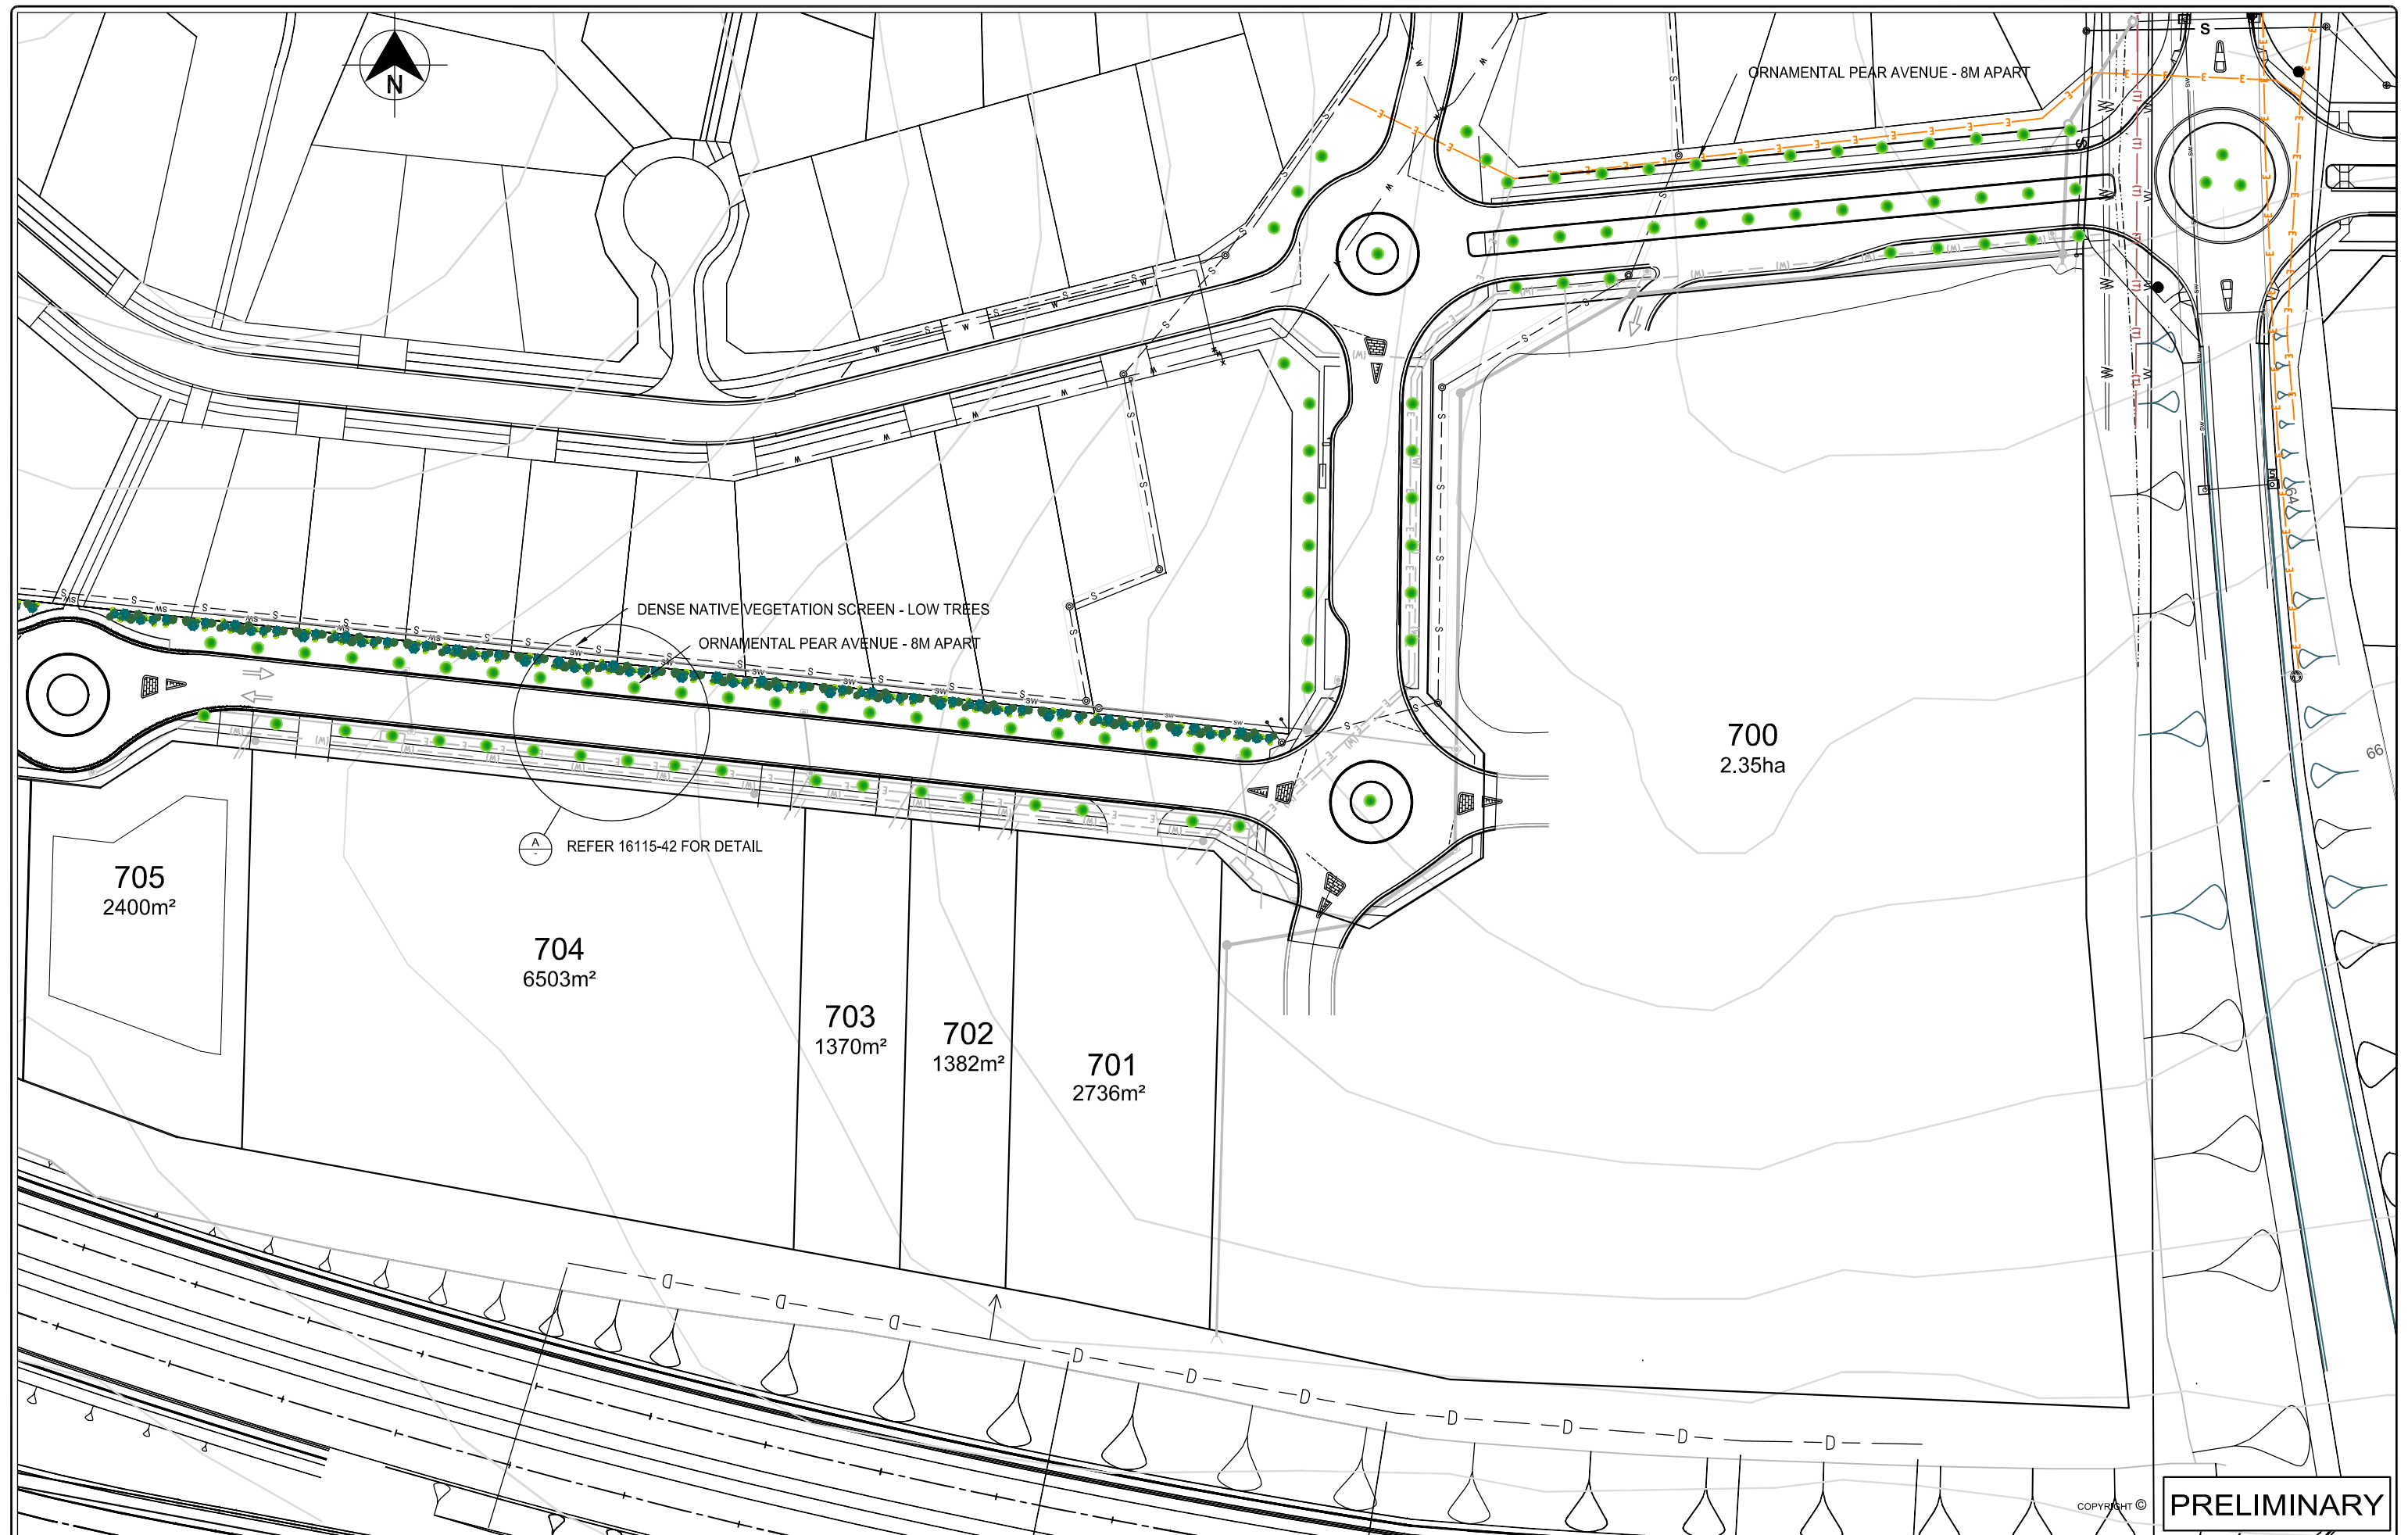 N
ORNAMENTAL PEAR AVENUE - 8M APART
DENSE NATIVE VEGETATION SCREEN - LOW TREES
ORNAMENTAL PEAR AVENUE - 8M APART
A
-
REFER 16115-42 FOR DETAIL
700
2.35ha
705
2400m²
704
6503m²
703
1370m²
702
1382m²
701
2736m²
64
66
COPYRIGHT ©
PRELIMINARY